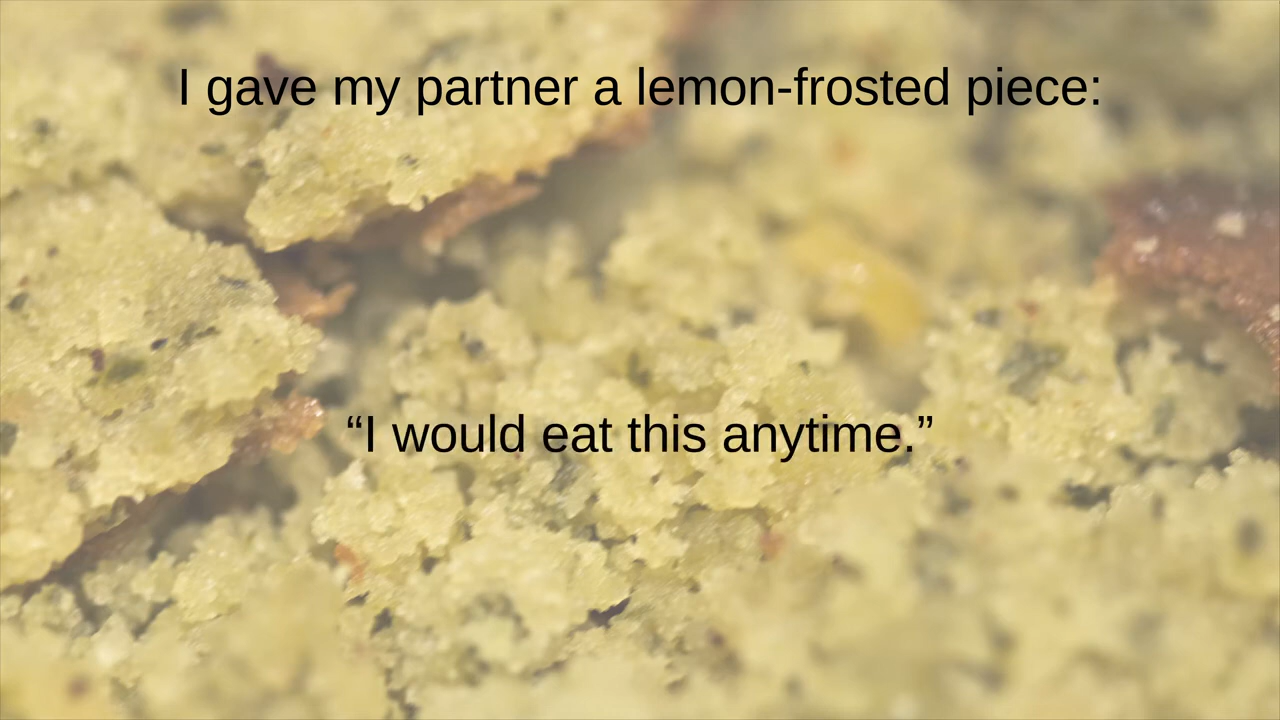 I gave my partner a lemon-frosted piece:
“I would eat this anytime.”